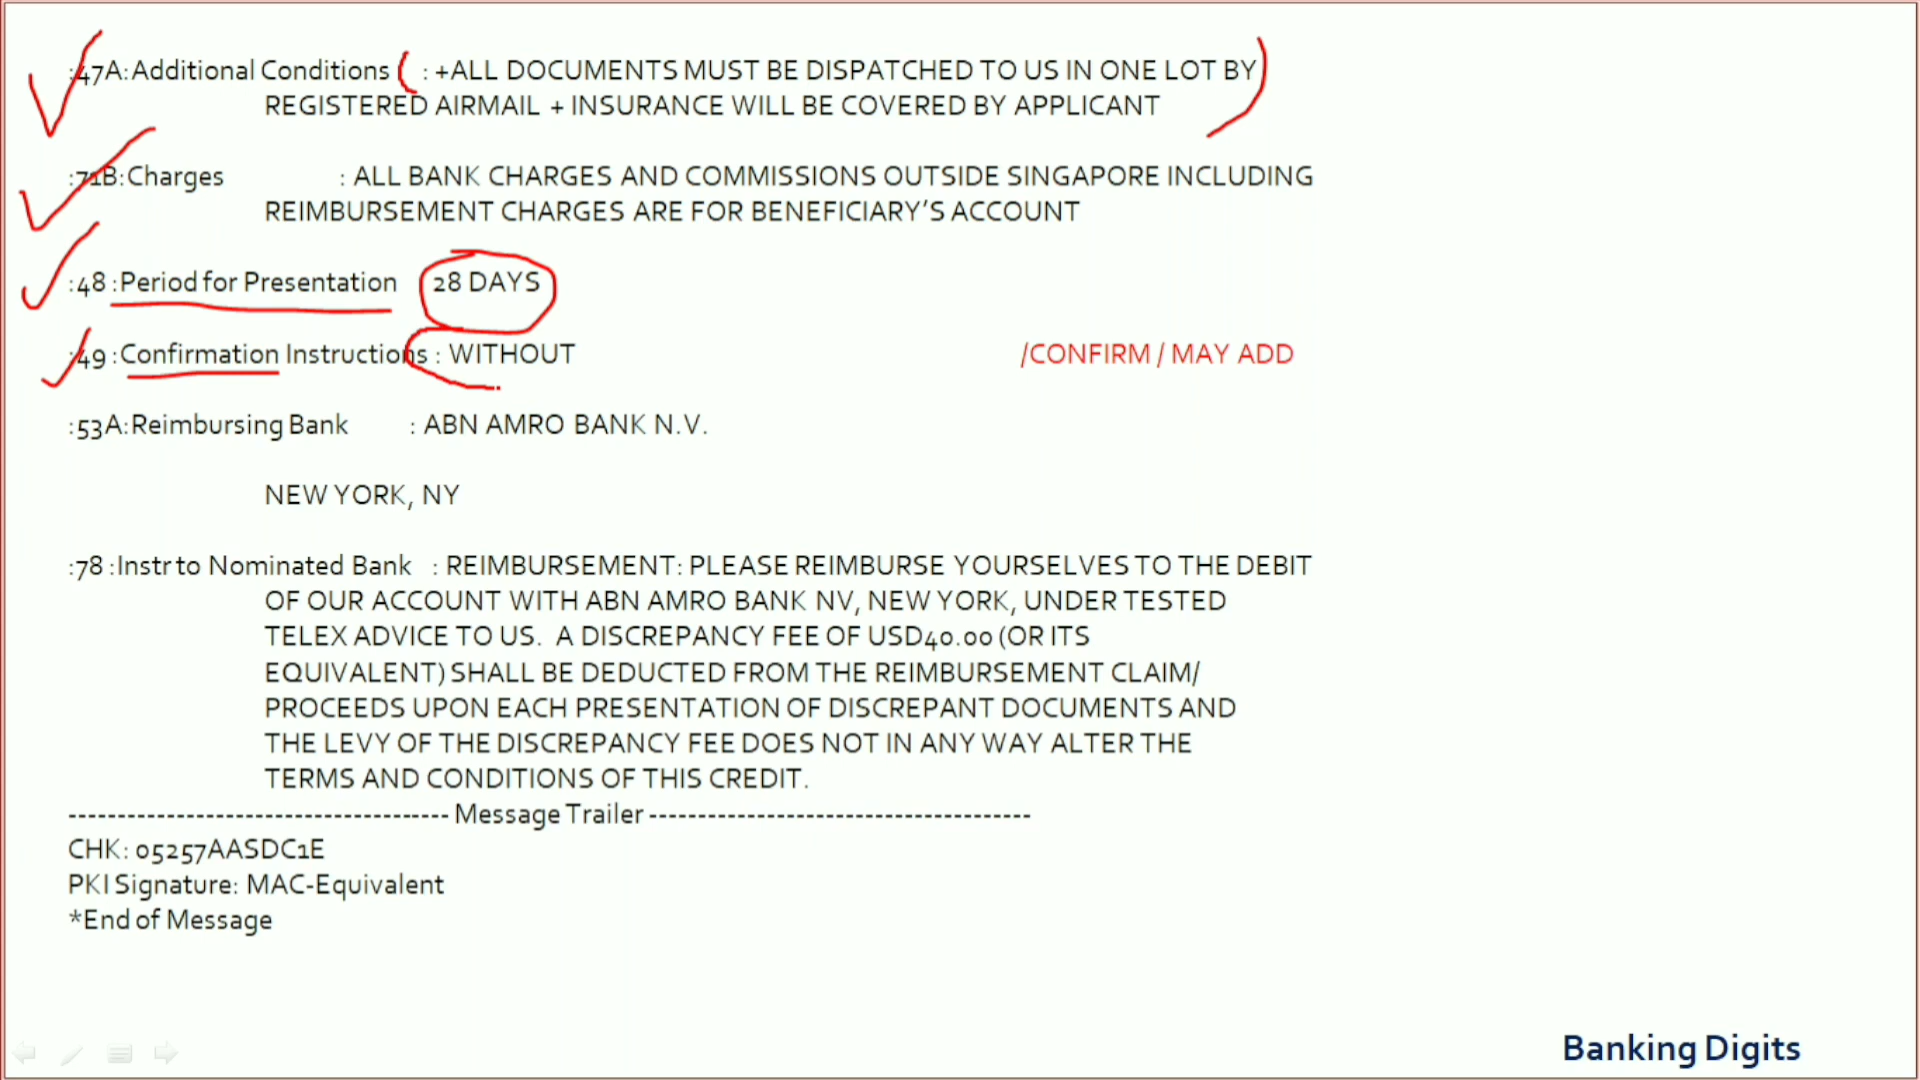 :47A:Additional Conditions : +ALL DOCUMENTS MUST BE DISPATCHED TO US IN ONE LOT BY
REGISTERED AIRMAIL + INSURANCE WILL BE COVERED BY APPLICANT
:71B:Charges : ALL BANK CHARGES AND COMMISSIONS OUTSIDE SINGAPORE INCLUDING
REIMBURSEMENT CHARGES ARE FOR BENEFICIARY’S ACCOUNT
:48 :Period for Presentation 28 DAYS
:49 :Confirmation Instructions : WITHOUT /CONFIRM / MAY ADD
:53A:Reimbursing Bank : ABN AMRO BANK N.V.
NEW YORK, NY
:78 :Instr to Nominated Bank : REIMBURSEMENT: PLEASE REIMBURSE YOURSELVES TO THE DEBIT
OF OUR ACCOUNT WITH ABN AMRO BANK NV, NEW YORK, UNDER TESTED
TELEX ADVICE TO US. A DISCREPANCY FEE OF USD40.00 (OR ITS
EQUIVALENT) SHALL BE DEDUCTED FROM THE REIMBURSEMENT CLAIM/
PROCEEDS UPON EACH PRESENTATION OF DISCREPANT DOCUMENTS AND
THE LEVY OF THE DISCREPANCY FEE DOES NOT IN ANY WAY ALTER THE
TERMS AND CONDITIONS OF THIS CREDIT.
-------------------------------------- Message Trailer --------------------------------------
CHK: 05257AASDC1E
PKI Signature: MAC-Equivalent
*End of Message
Banking Digits